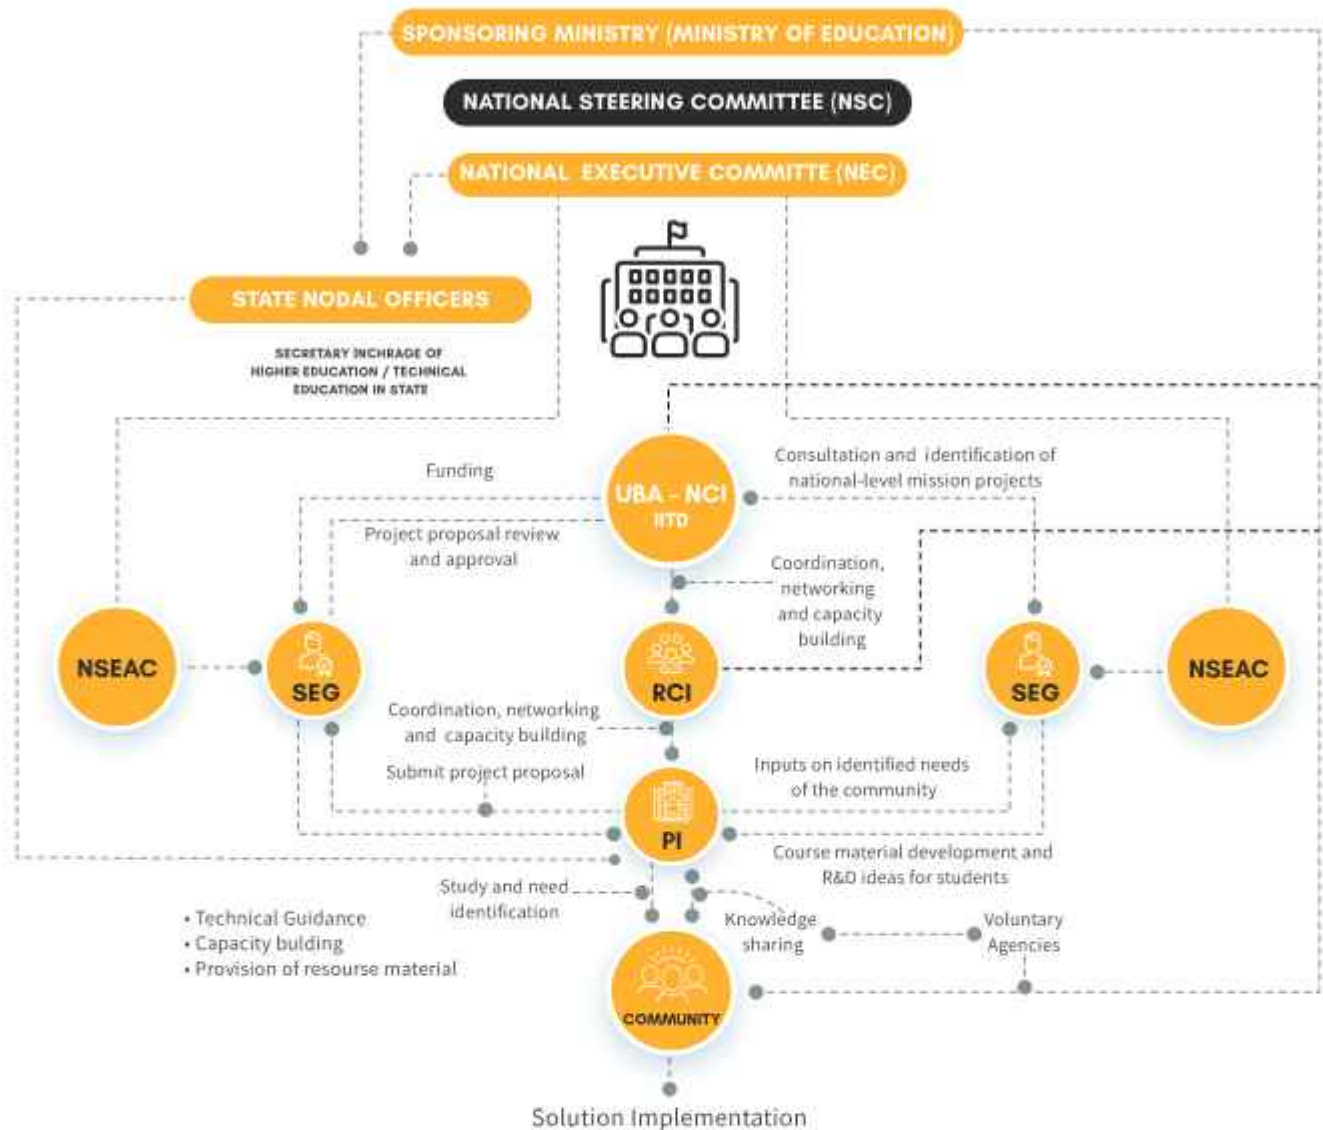 SPONSORING MINISTRY (MINISTRY OF EDUCATION)
NATIONAL STEERING COMMITTEE (NSC)
NATIONAL EXECUTIVE COMMITTE (NEC)
STATE NODAL OFFICERS
SECRETARY INCHRAGE OF
HIGHER EDUCATION / TECHNICAL
EDUCATION IN STATE
Funding
UBA - NCI
IITD
Consultation and identification of
national-level mission projects
Project proposal review
and approval
Coordination,
networking
and capacity
building
NSEAC
SEG
RCI
SEG
NSEAC
Coordination, networking
and capacity building
Submit project proposal
Inputs on identified needs
of the community
PI
Course material development and
R&D ideas for students
Study and need
identification
• Technical Guidance
• Capacity bulding
• Provision of resourse material
Knowledge
sharing
Voluntary
Agencies
COMMUNITY
Solution Implementation